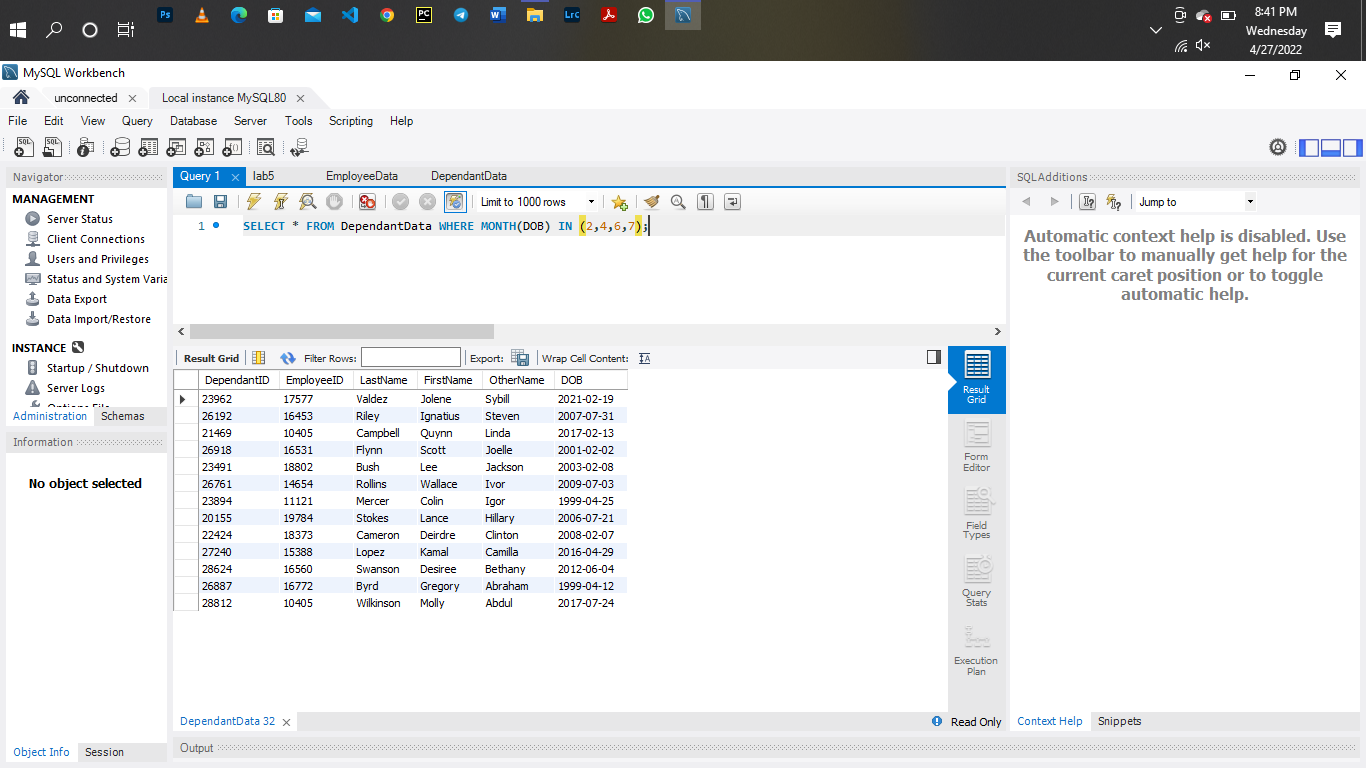 Ps
PC
W
Lrc
8:41 PM
Wednesday
4/27/2022
MySQL Workbench
unconnected
Local instance MySQL80
File Edit View Query Database Server Tools Scripting Help
SQL SQL
Navigator
MANAGEMENT
Server Status
Client Connections
Users and Privileges
Status and System Varia
Data Export
Data Import/Restore
INSTANCE
Startup / Shutdown
Server Logs
Options File
Administration Schemas
Information
No object selected
Object Info Session
Query 1 lab5 EmployeeData DependantData
Limit to 1000 rows
1 SELECT * FROM DependantData WHERE MONTH(DOB) IN (2,4,6,7);
Result Grid Filter Rows: Export: Wrap Cell Content:
DependantID EmployeeID LastName FirstName OtherName DOB
23962 17577 Valdez Jolene Sybill 2021-02-19
26192 16453 Riley Ignatius Steven 2007-07-31
21469 10405 Campbell Quynn Linda 2017-02-13
26918 16531 Flynn Scott Joelle 2001-02-02
23491 18802 Bush Lee Jackson 2003-02-08
26761 14654 Rollins Wallace Ivor 2009-07-03
23894 11121 Mercer Colin Igor 1999-04-25
20155 19784 Stokes Lance Hillary 2006-07-21
22424 18373 Cameron Deirdre Clinton 2008-02-07
27240 15388 Lopez Kamal Camilla 2016-04-29
28624 16560 Swanson Desiree Bethany 2012-06-04
26887 16772 Byrd Gregory Abraham 1999-04-12
28812 10405 Wilkinson Molly Abdul 2017-07-24
Result
Grid
Form
Editor
Field
Types
Query
Stats
Execution
Plan
DependantData 32
Read Only
Output
SQLAdditions
Jump to
Automatic context help is disabled. Use
the toolbar to manually get help for the
current caret position or to toggle
automatic help.
Context Help Snippets